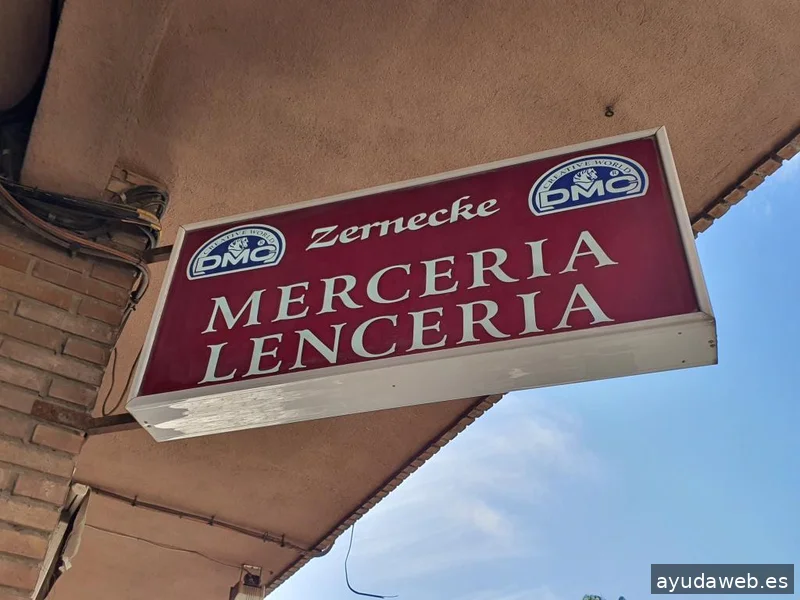 Zernecke
CREATIVE WORLD
DMC ®
CREATIVE WORLD
DMC ®
MERCERIA
LENCERIA
ayudaweb.es